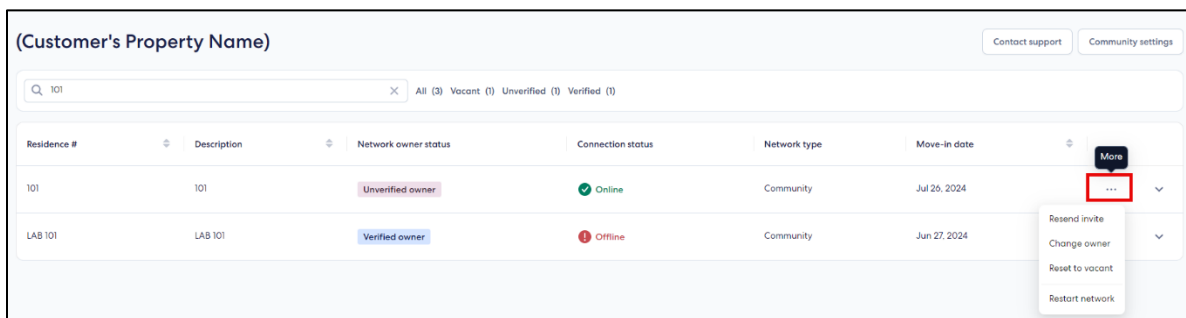 (Customer's Property Name)
Contact support
Community settings
101
All (3) Vacant (1) Unverified (1) Verified (1)
Residence # Description Network owner status Connection status Network type Move-in date
More
101 101 Unverified owner Online Community Jul 26, 2024 ...
LAB 101 LAB 101 Verified owner Offline Community Jun 27, 2024
Resend invite
Change owner
Reset to vacant
Restart network